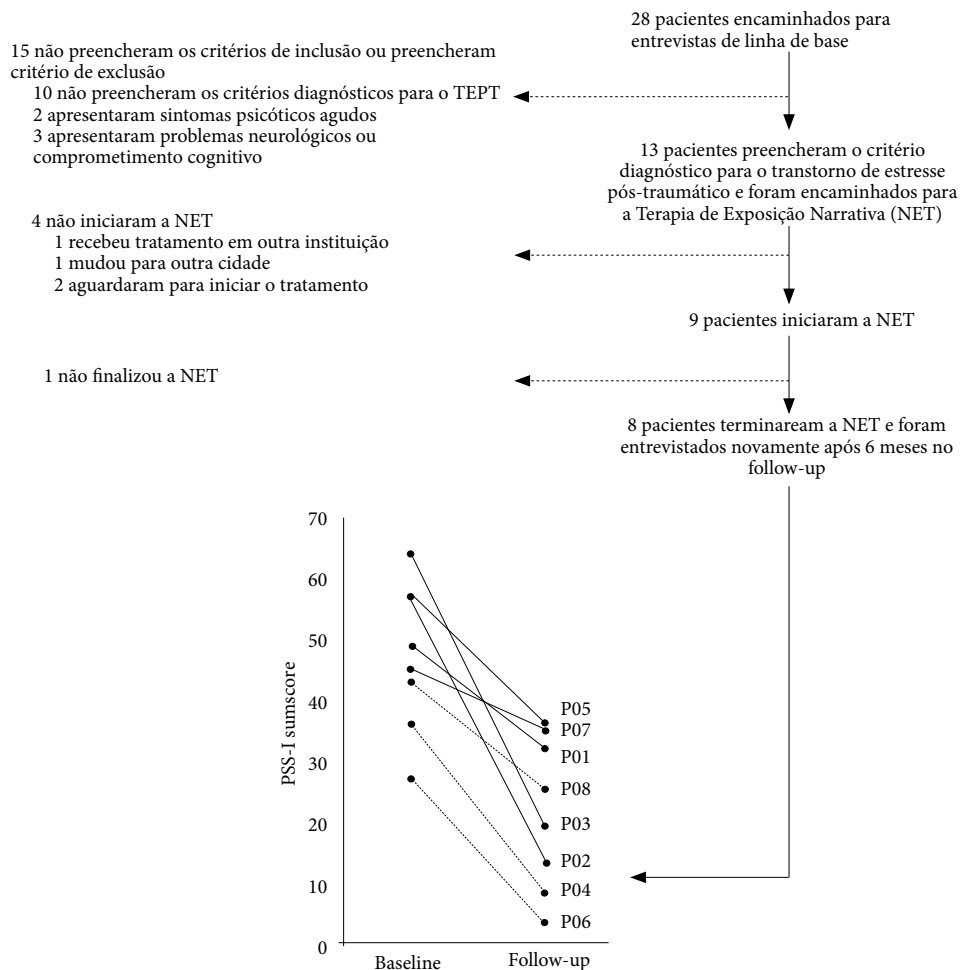 28 pacientes encaminhados para
entrevistas de linha de base
15 não preencheram os critérios de inclusão ou preencheram
critério de exclusão
10 não preencheram os critérios diagnósticos para o TEPT
2 apresentaram sintomas psicóticos agudos
3 apresentaram problemas neurológicos ou
comprometimento cognitivo
13 pacientes preencheram o critério
diagnóstico para o transtorno de estresse
pós-traumático e foram encaminhados para
a Terapia de Exposição Narrativa (NET)
4 não iniciaram a NET
1 recebeu tratamento em outra instituição
1 mudou para outra cidade
2 aguardaram para iniciar o tratamento
9 pacientes iniciaram a NET
1 não finalizou a NET
8 pacientes terminaream a NET e foram
entrevistados novamente após 6 meses no
follow-up
PSS-I sumscore
70
60
50
40
30
20
10
0
P05
P07
P01
P08
P03
P02
P04
P06
Baseline
Follow-up